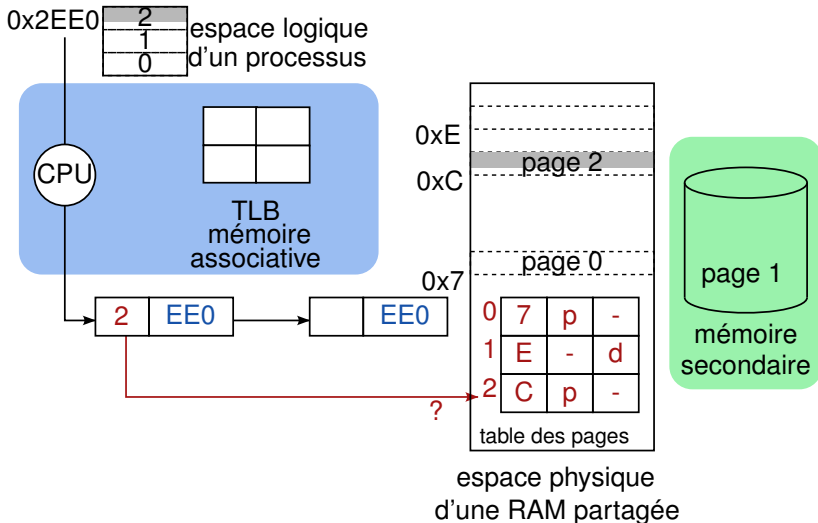 0x2EE0
2
1
0
espace logique
d'un processus
CPU
TLB
mémoire
associative
2 EE0
EE0
?
0xE
page 2
0xC
page 0
0x7
0 7 p -
1 E - d
2 C p -
table des pages
espace physique
d'une RAM partagée
page 1
mémoire
secondaire